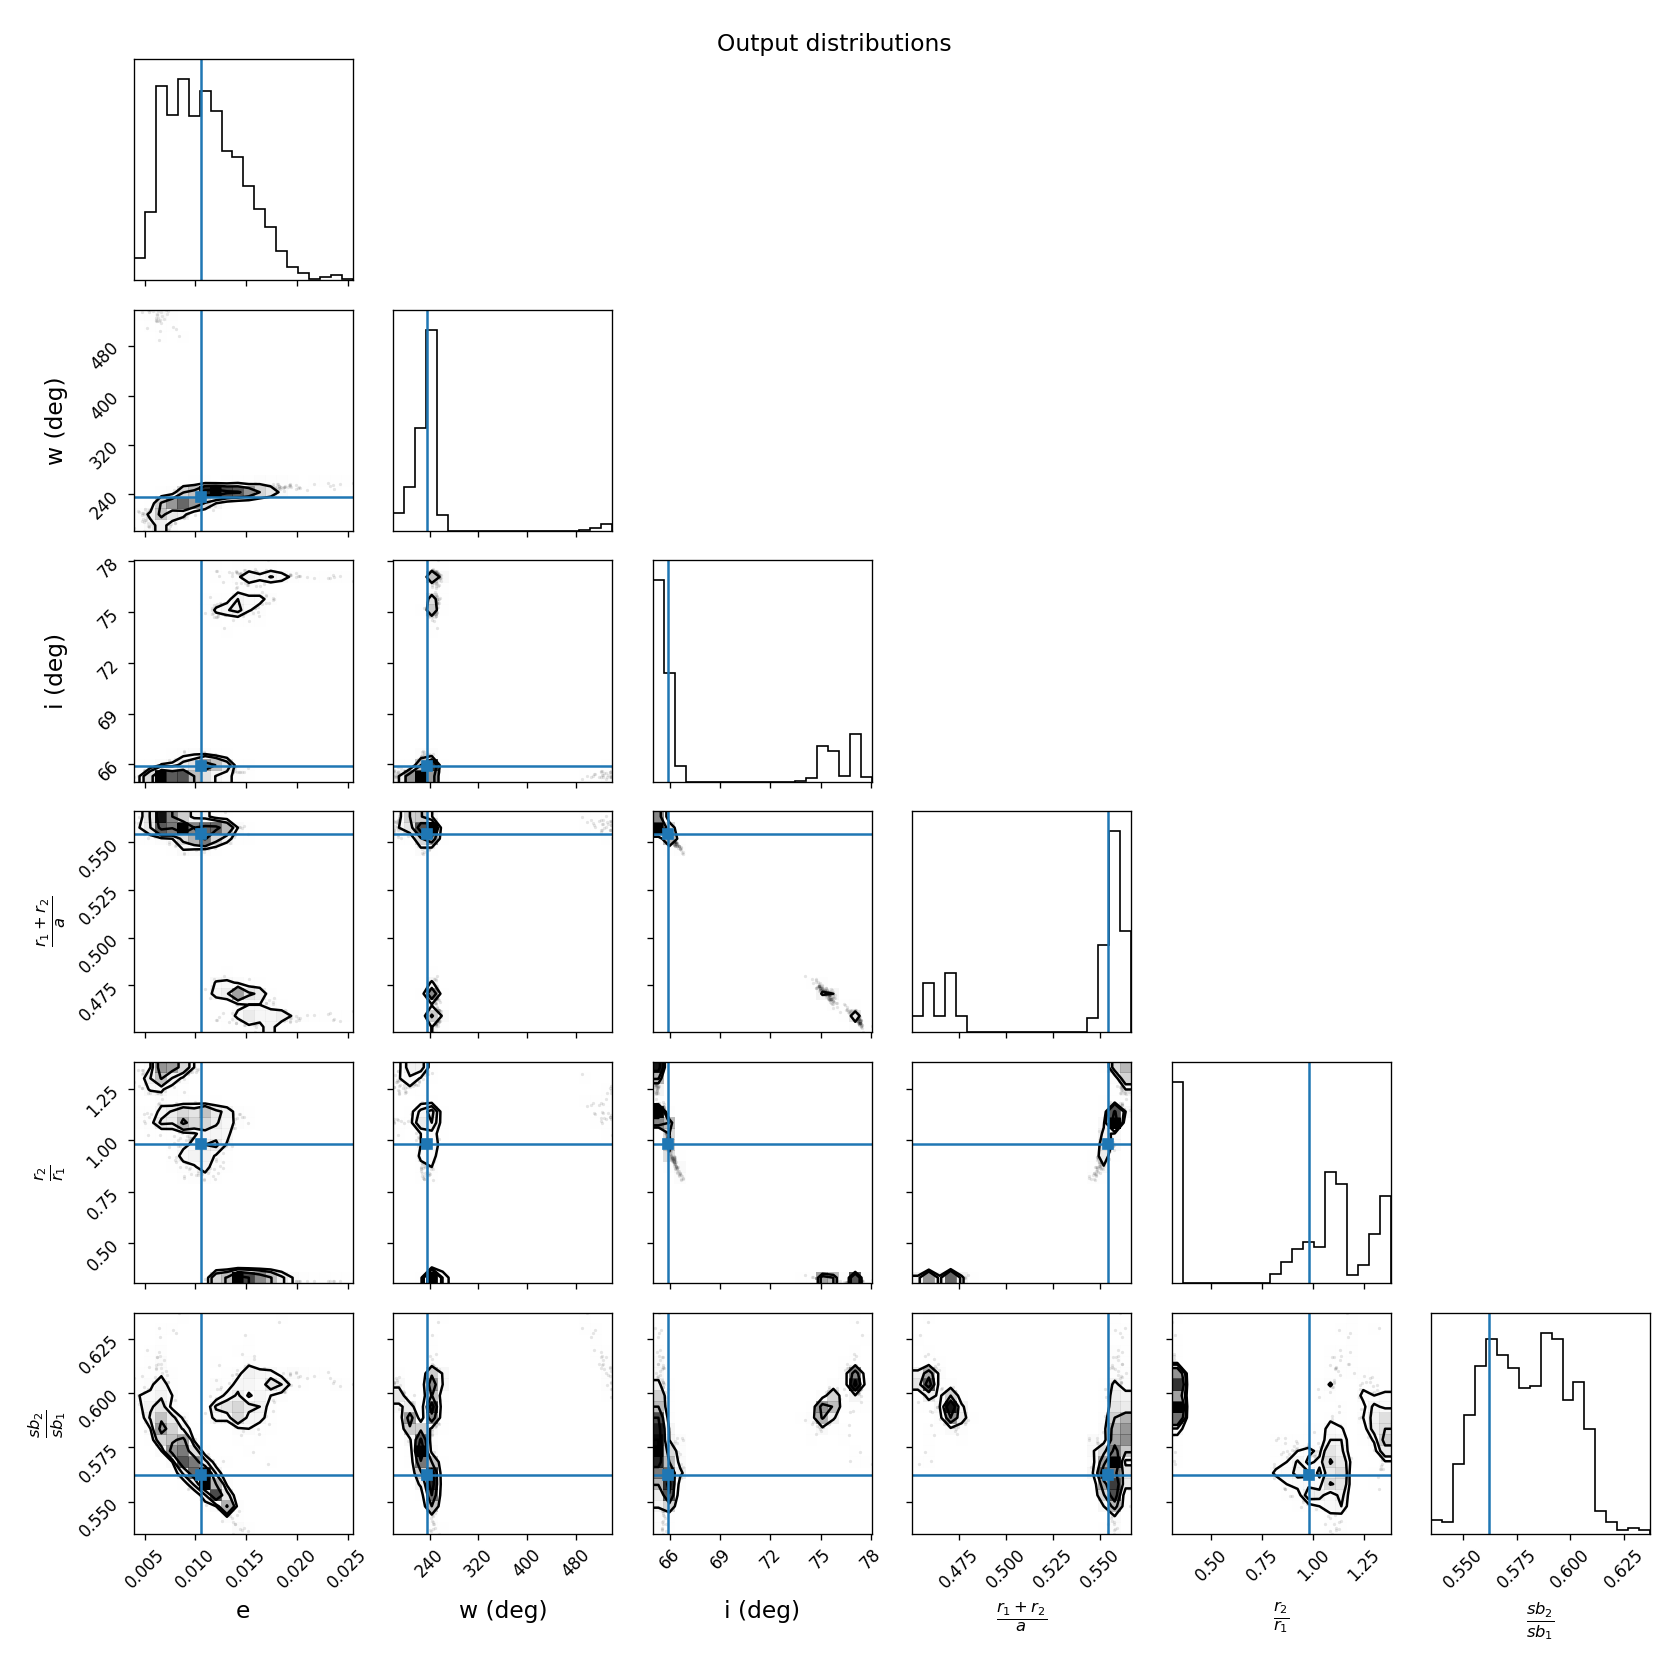 Output distributions
w (deg)
480
400
320
240
i (deg)
78
75
72
69
66
r₁ + r₂
a
0.550
0.525
0.500
0.475
r₂
r₁
1.25
1.00
0.75
0.50
sb₂
sb₁
0.625
0.600
0.575
0.550
0.005 0.010 0.015 0.020 0.025 240 320 400 480 66 69 72 75 78 0.475 0.500 0.525 0.550 0.50 0.75 1.00 1.25 0.550 0.575 0.600 0.625
e w (deg) i (deg) r₁ + r₂ r₂ sb₂
a r₁ sb₁